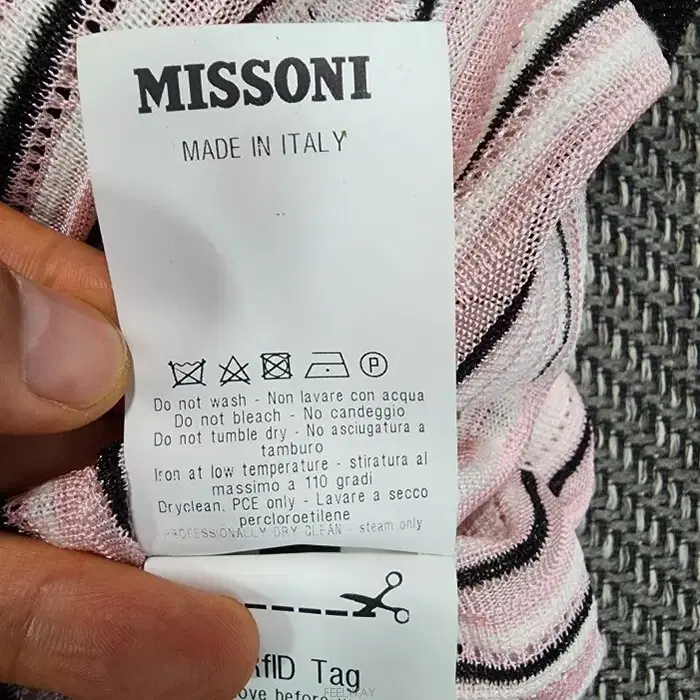 MISSONI
MADE IN ITALY
P
Do not wash - Non lavare con acqua
Do not bleach - No candeggio
Do not tumble dry - No asciugatura a
tamburo
Iron at low temperature - stiratura al
massimo a 110 gradi
Dryclean, PCE only - Lavare a secco
percloroetilene
PROFESSIONALLY DRY CLEAN - steam only
RfID Tag
before
FEELWAY